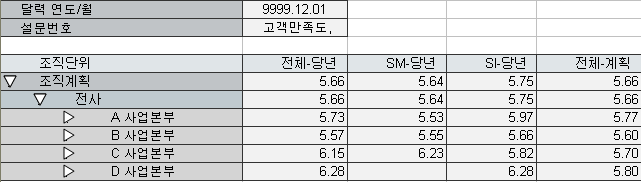 달력 연도/월 9999.12.01
설문번호 고객만족도,
조직단위 전체-당년 SM-당년 SI-당년 전체-계획
조직계획 5.66 5.64 5.75 5.66
전사 5.66 5.64 5.75 5.66
A 사업본부 5.73 5.53 5.97 5.77
B 사업본부 5.57 5.55 5.66 5.60
C 사업본부 6.15 6.23 5.82 5.70
D 사업본부 6.28 6.28 5.80